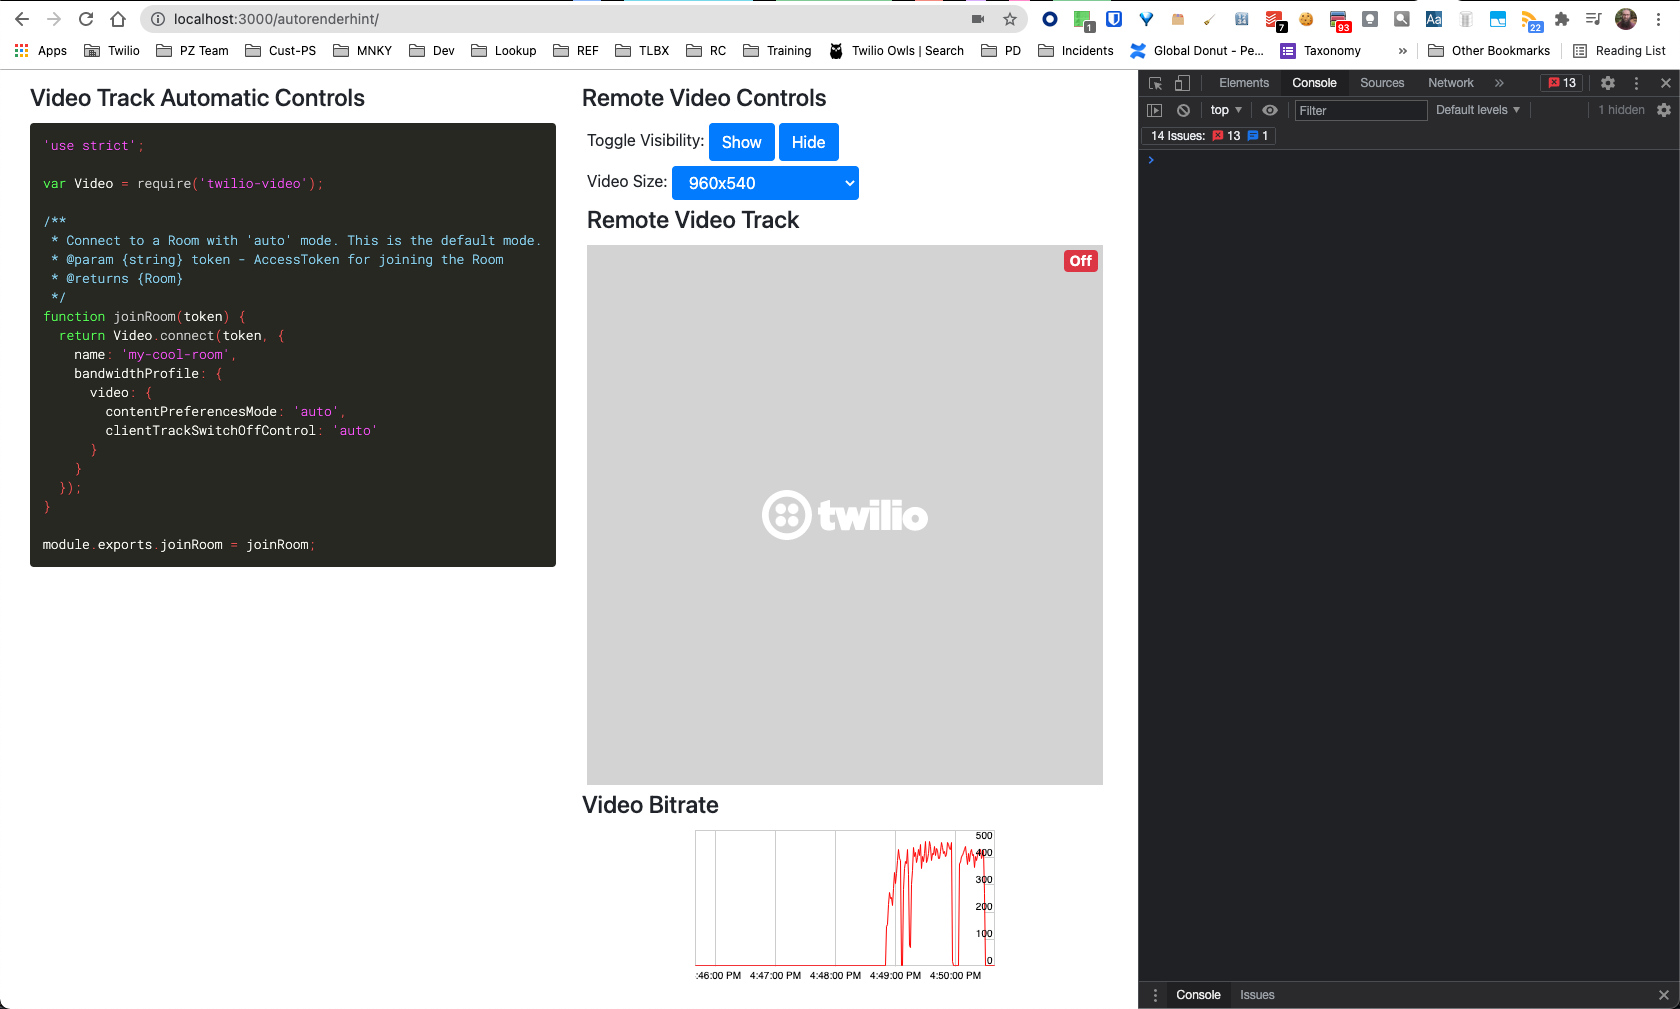 localhost:3000/autorenderhint/
1
7
93
Aa
22
Apps Twilio PZ Team Cust-PS MNKY Dev Lookup REF TLBX RC Training Twilio Owls | Search PD Incidents Global Donut - Pe... Taxonomy » Other Bookmarks Reading List
Video Track Automatic Controls
'use strict';
var Video = require('twilio-video');
/**
* Connect to a Room with 'auto' mode. This is the default mode.
* @param {string} token - AccessToken for joining the Room
* @returns {Room}
*/
function joinRoom(token) {
return Video.connect(token, {
name: 'my-cool-room',
bandwidthProfile: {
video: {
contentPreferencesMode: 'auto',
clientTrackSwitchOffControl: 'auto'
}
}
});
}
module.exports.joinRoom = joinRoom;
Remote Video Controls
Toggle Visibility: Show Hide
Video Size: 960x540
Remote Video Track
Off
twilio
Video Bitrate
500
400
300
200
100
0
:46:00 PM 4:47:00 PM 4:48:00 PM 4:49:00 PM 4:50:00 PM
Elements Console Sources Network » 13
top Filter Default levels 1 hidden
14 Issues: 13 1
Console Issues